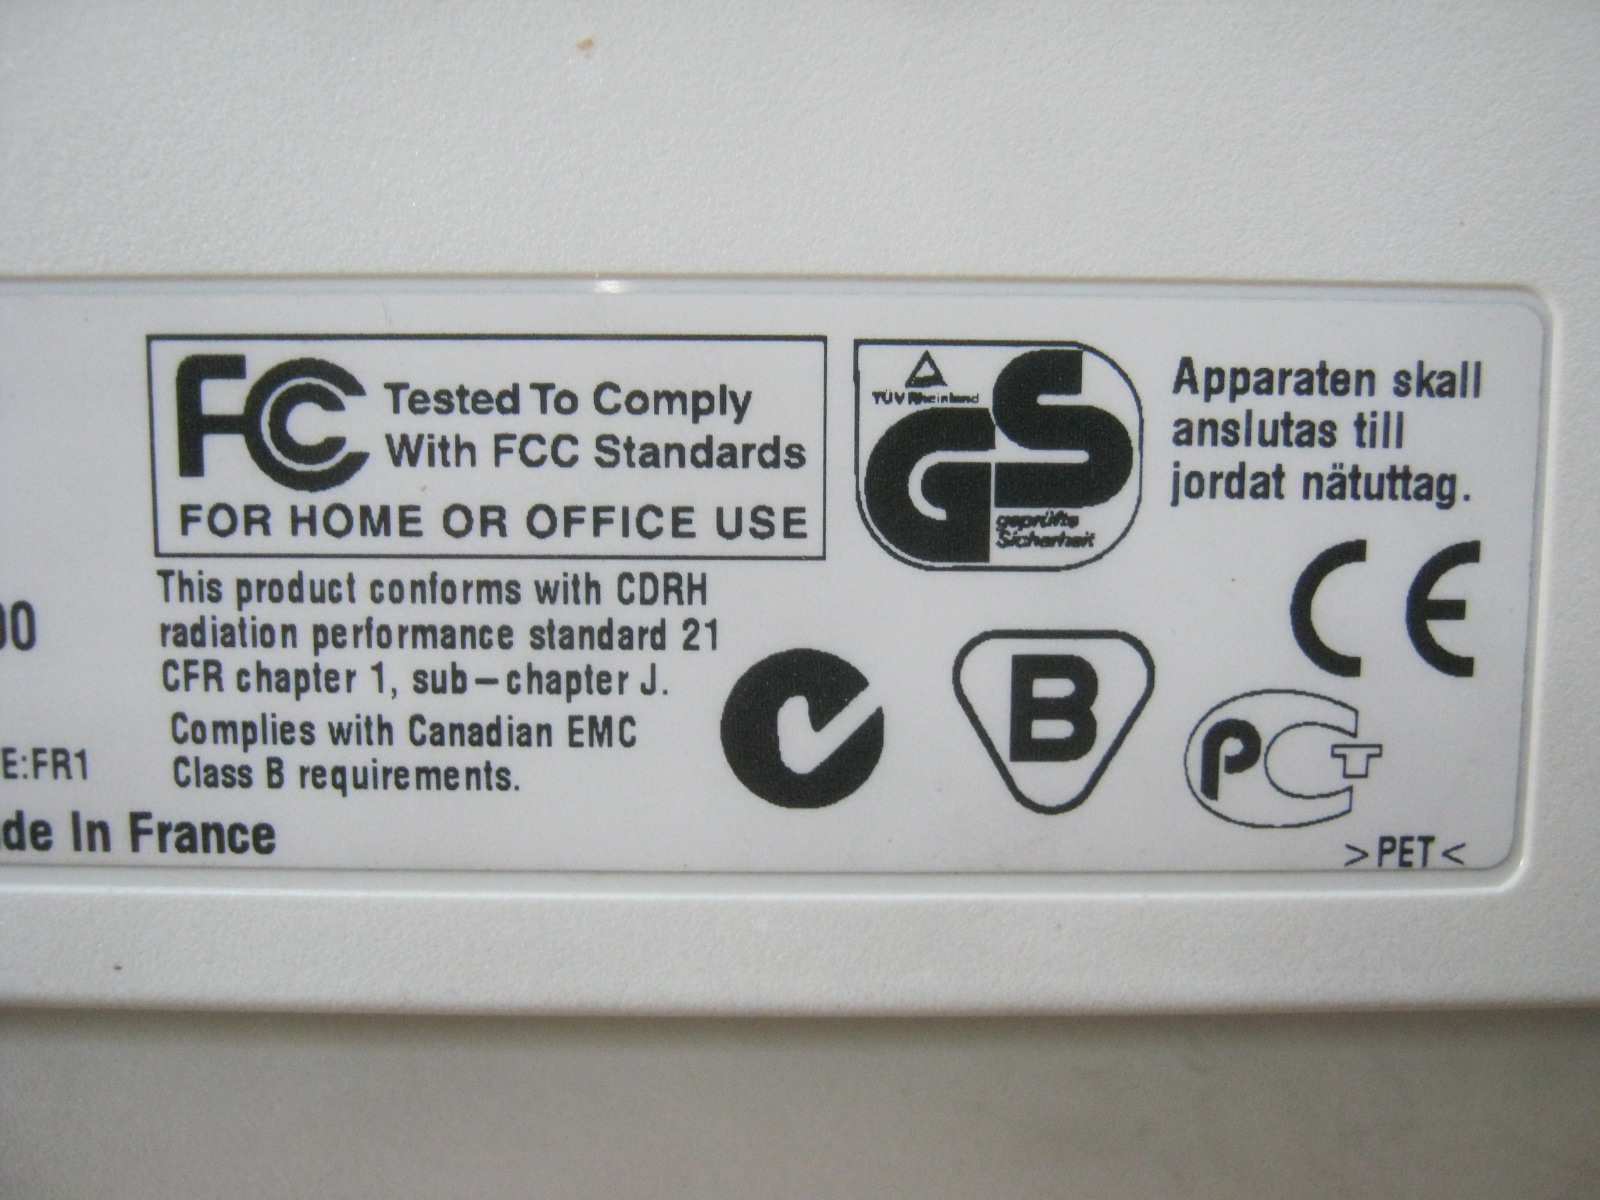 FC Tested To Comply
With FCC Standards
FOR HOME OR OFFICE USE
TÜV Rheinland
GS
geprüfte
Sicherheit
Apparaten skall
anslutas till
jordat nätuttag.
This product conforms with CDRH
radiation performance standard 21
CFR chapter 1, sub-chapter J.
Complies with Canadian EMC
Class B requirements.
00
E:FR1
de In France
B
CE
PCT
>PET<